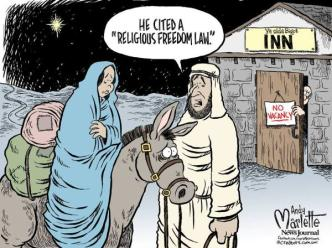 HE CITED A
"RELIGIOUS FREEDOM LAW."
Ye olde Bigot
INN
NO
VACANCY
Andy
Marlette
NEWS JOURNAL